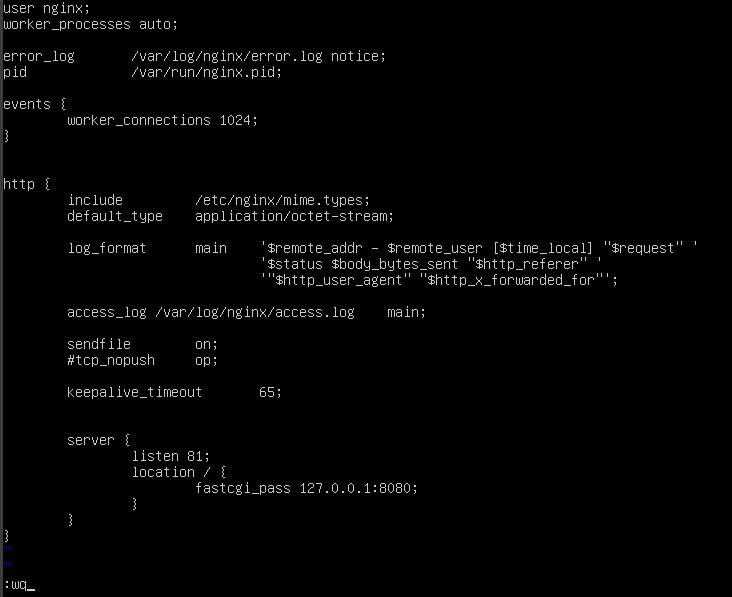 user nginx;
worker_processes auto;
error_log /var/log/nginx/error.log notice;
pid /var/run/nginx.pid;
events {
worker_connections 1024;
}
http {
include /etc/nginx/mime.types;
default_type application/octet-stream;
log_format main '$remote_addr - $remote_user [$time_local] "$request" '
'$status $body_bytes_sent "$http_referer" '
'"$http_user_agent" "$http_x_forwarded_for"';
access_log /var/log/nginx/access.log main;
sendfile on;
#tcp_nopush op;
keepalive_timeout 65;
server {
listen 81;
location / {
fastcgi_pass 127.0.0.1:8080;
}
}
}
~
~
:wq_